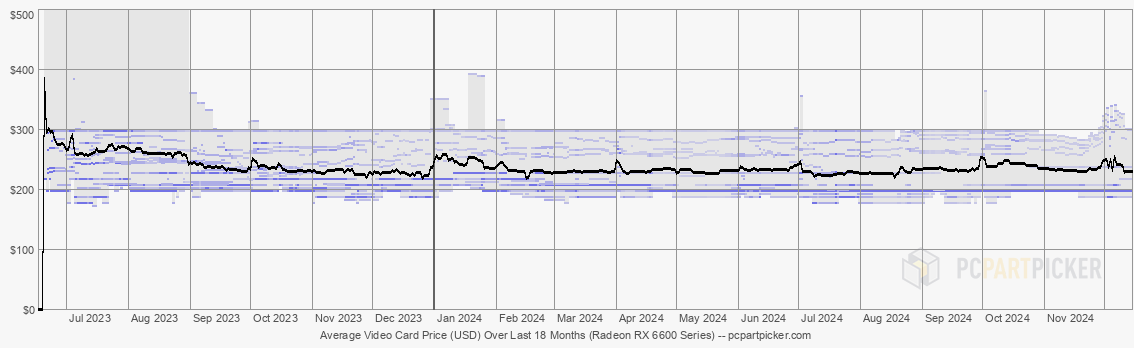 $500
$400
$300
$200
$100
$0
Jul 2023 Aug 2023 Sep 2023 Oct 2023 Nov 2023 Dec 2023 Jan 2024 Feb 2024 Mar 2024 Apr 2024 May 2024 Jun 2024 Jul 2024 Aug 2024 Sep 2024 Oct 2024 Nov 2024
PCPARTPICKER
Average Video Card Price (USD) Over Last 18 Months (Radeon RX 6600 Series) -- pcpartpicker.com